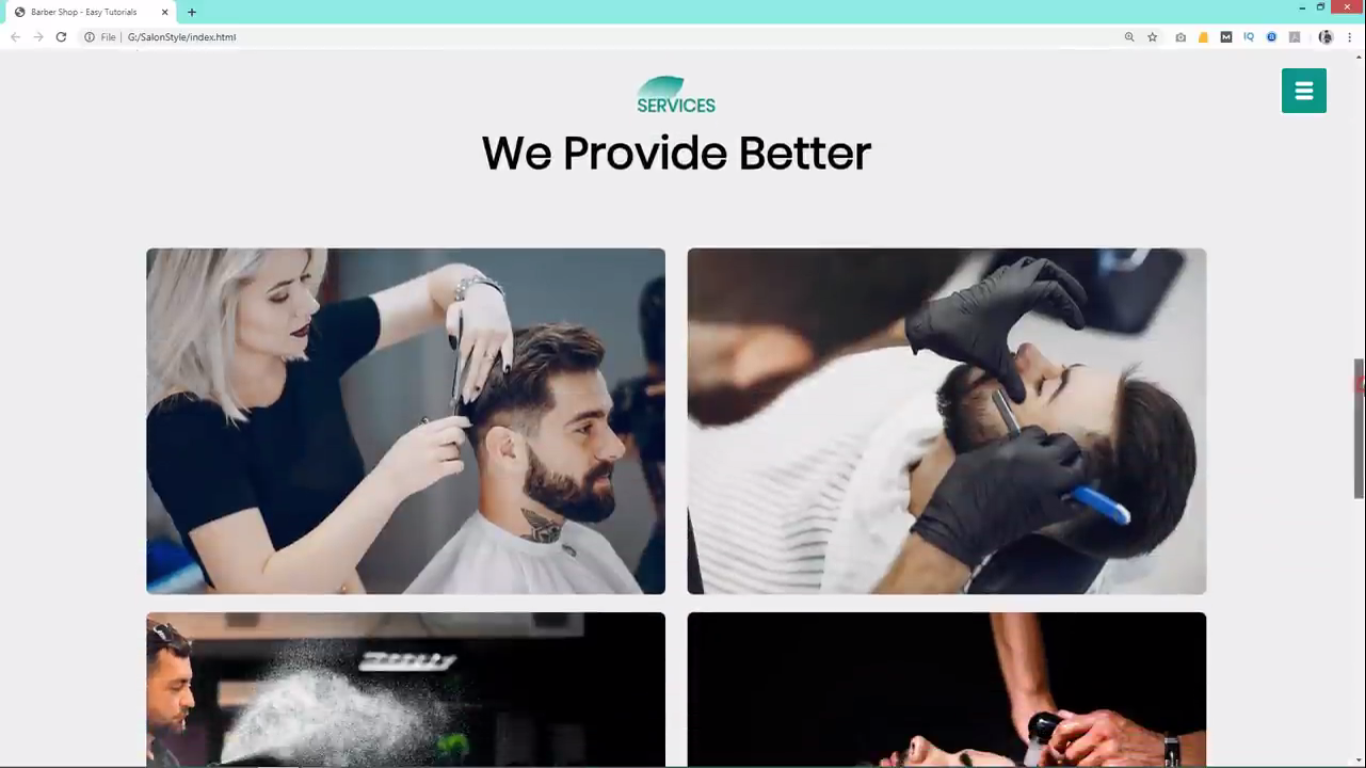 Barber Shop - Easy Tutorials
File | G:/SalonStyle/index.html
SERVICES
We Provide Better